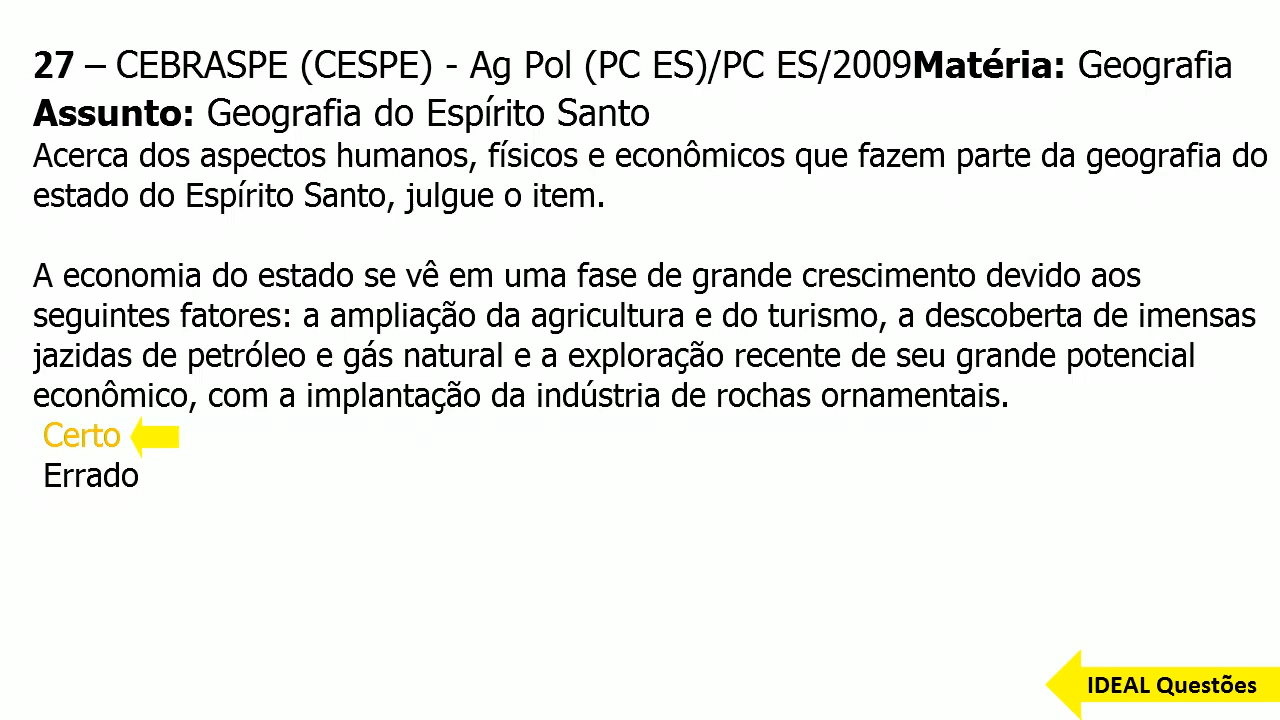 27 – CEBRASPE (CESPE) - Ag Pol (PC ES)/PC ES/2009Matéria: Geografia
Assunto: Geografia do Espírito Santo
Acerca dos aspectos humanos, físicos e econômicos que fazem parte da geografia do
estado do Espírito Santo, julgue o item.
A economia do estado se vê em uma fase de grande crescimento devido aos
seguintes fatores: a ampliação da agricultura e do turismo, a descoberta de imensas
jazidas de petróleo e gás natural e a exploração recente de seu grande potencial
econômico, com a implantação da indústria de rochas ornamentais.
Certo
Errado
IDEAL Questões